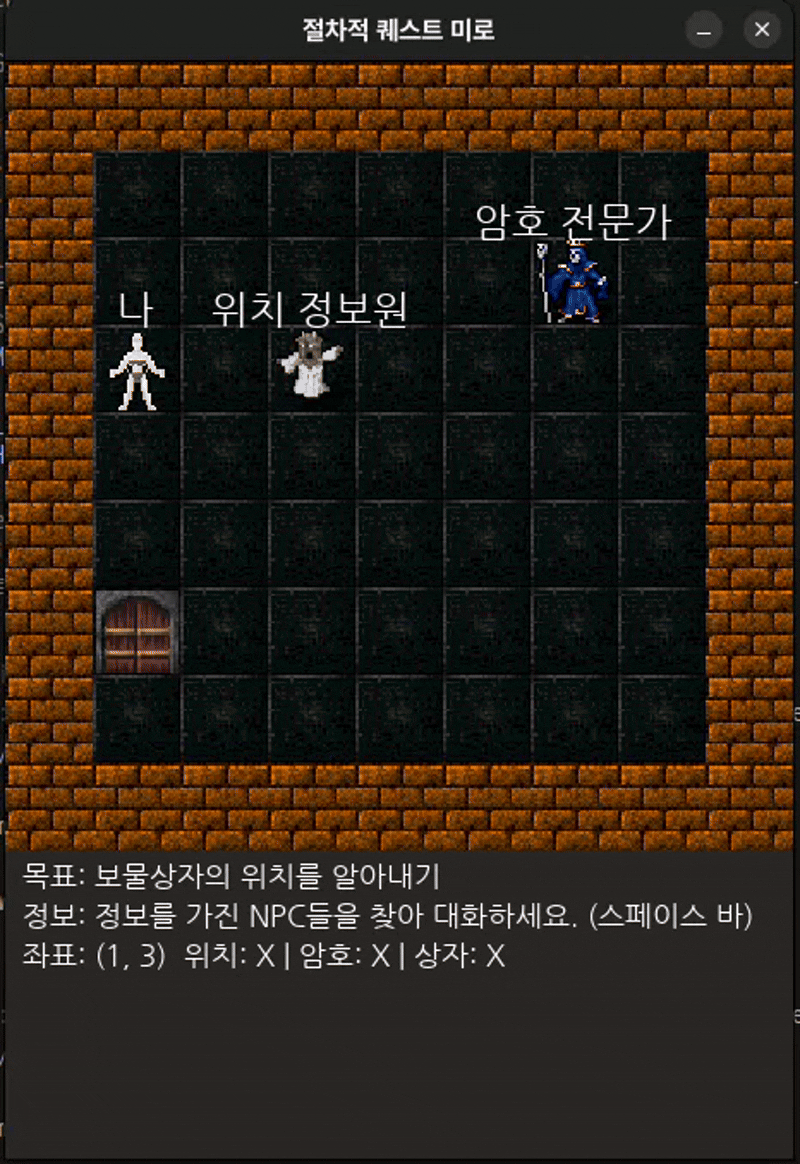 절차적 퀘스트 미로
암호 전문가
나 위치 정보원
목표: 보물상자의 위치를 알아내기
정보: 정보를 가진 NPC들을 찾아 대화하세요. (스페이스 바)
좌표: (1, 3) 위치: X | 암호: X | 상자: X